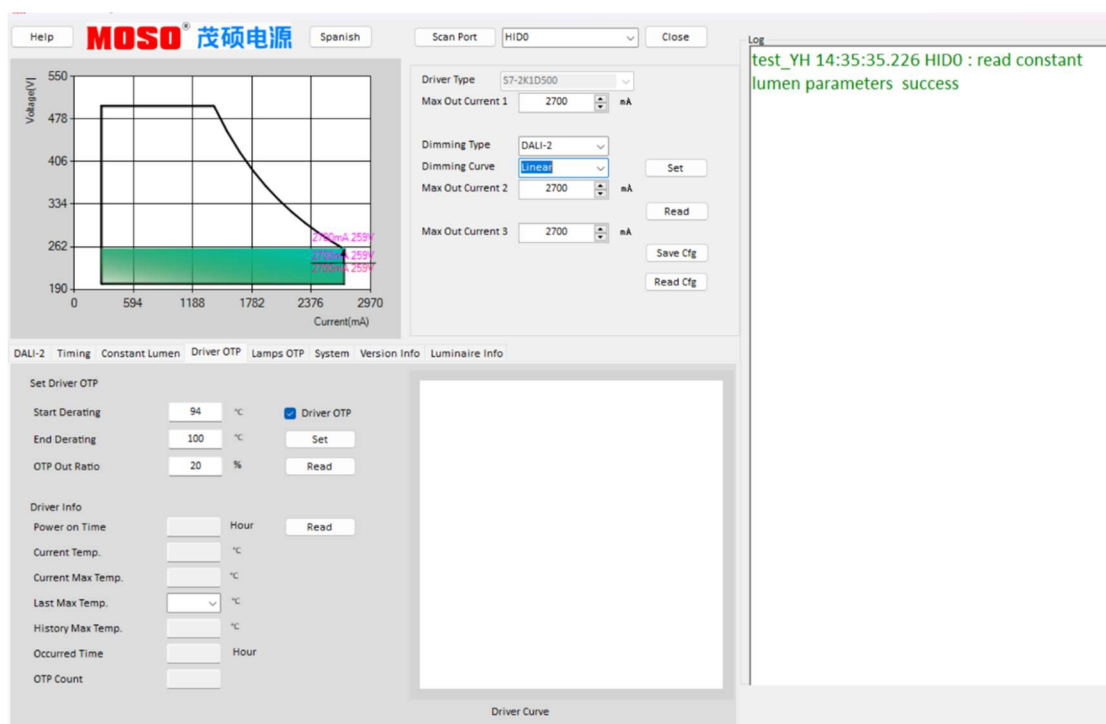 Help
MOSO® 茂硕电源
Spanish
Scan Port
HID0
Close
Voltage[V]
550
478
406
334
262
190
0 594 1188 1782 2376 2970
Current(mA)
2700mA 259V
2700mA 259V
2700mA 259V
Driver Type S7-2K1D500
Max Out Current 1 2700 mA
Dimming Type DALI-2
Dimming Curve Linear Set
Max Out Current 2 2700 mA
Read
Max Out Current 3 2700 mA
Save Cfg
Read Cfg
Log
test_YH 14:35:35.226 HID0 : read constant
lumen parameters success
DALI-2 Timing Constant Lumen Driver OTP Lamps OTP System Version Info Luminaire Info
Set Driver OTP
Start Derating 94 ℃ Driver OTP
End Derating 100 ℃ Set
OTP Out Ratio 20 % Read
Driver Info
Power on Time Hour Read
Current Temp. ℃
Current Max Temp. ℃
Last Max Temp. ℃
History Max Temp. ℃
Occurred Time Hour
OTP Count
Driver Curve